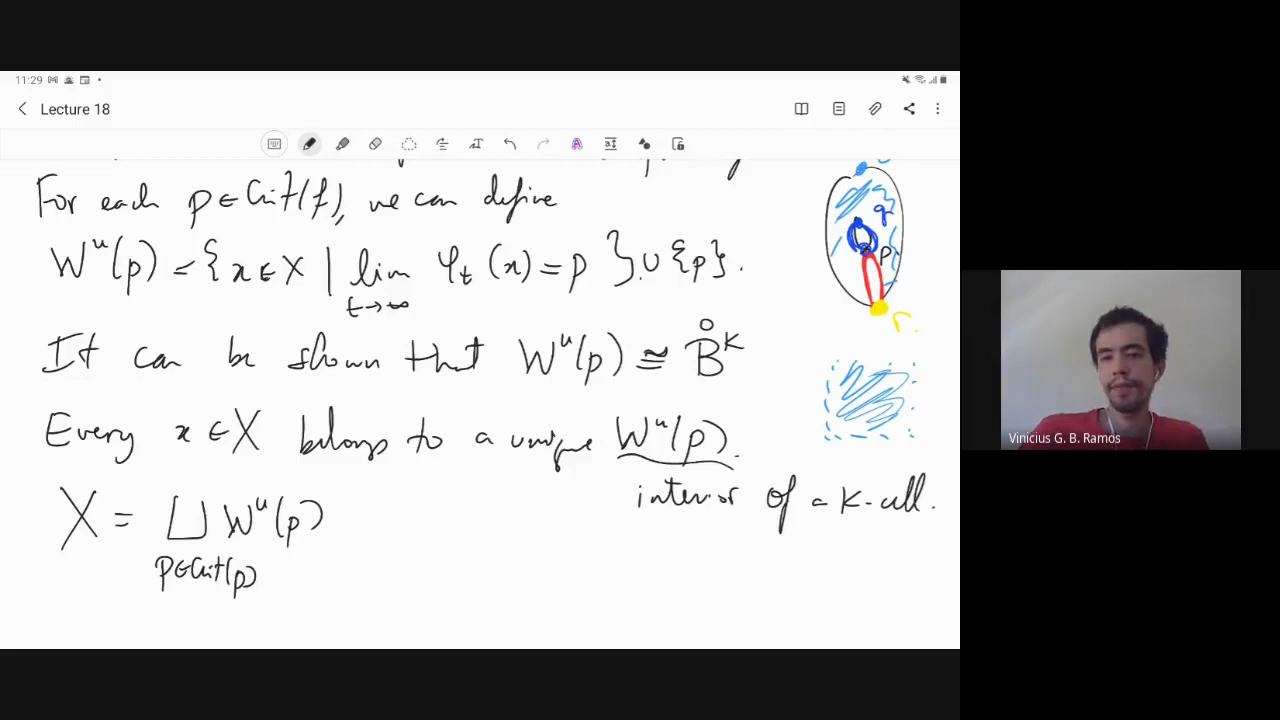 11:29
Lecture 18
For each p ∈ Crit(f), we can define
W^u(p) = { x ∈ X | lim_{t→-∞} φ_t(x) = p } ∪ {p}.
It can be shown that W^u(p) ≅ B̊^k
Every x ∈ X belongs to a unique W^u(p).
interior of a k-cell.
X = ⊔_{p∈Crit(p)} W^u(p)
q
p
r
Vinicius G. B. Ramos